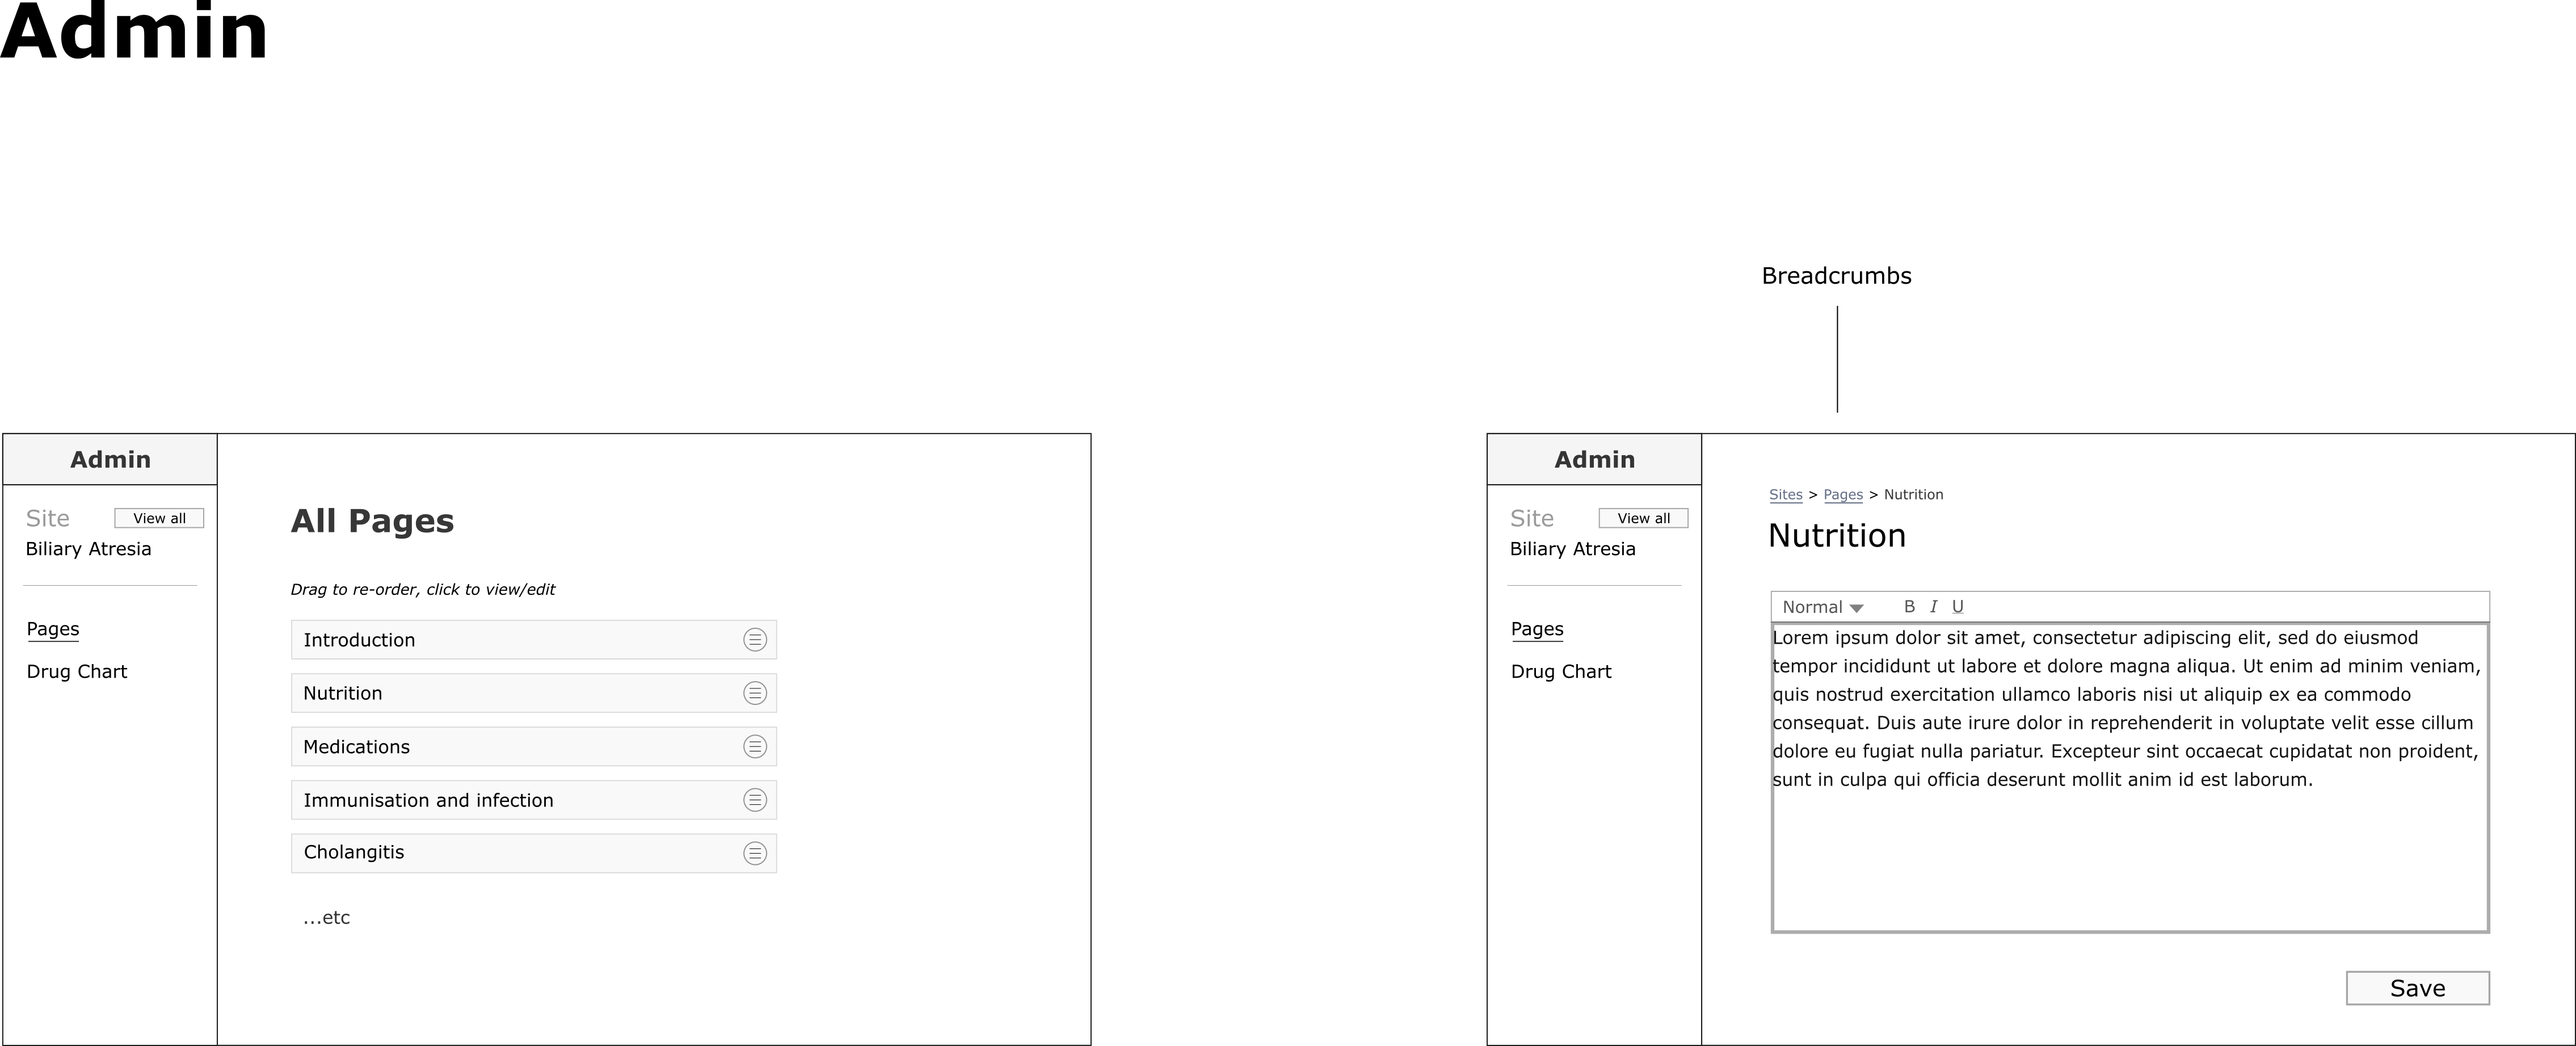 Admin
Breadcrumbs
Admin
Site
View all
Biliary Atresia
Pages
Drug Chart
All Pages
Drag to re-order, click to view/edit
Introduction
Nutrition
Medications
Immunisation and infection
Cholangitis
...etc
Admin
Site
View all
Biliary Atresia
Pages
Drug Chart
Sites > Pages > Nutrition
Nutrition
Normal B I U
Lorem ipsum dolor sit amet, consectetur adipiscing elit, sed do eiusmod
tempor incididunt ut labore et dolore magna aliqua. Ut enim ad minim veniam,
quis nostrud exercitation ullamco laboris nisi ut aliquip ex ea commodo
consequat. Duis aute irure dolor in reprehenderit in voluptate velit esse cillum
dolore eu fugiat nulla pariatur. Excepteur sint occaecat cupidatat non proident,
sunt in culpa qui officia deserunt mollit anim id est laborum.
Save